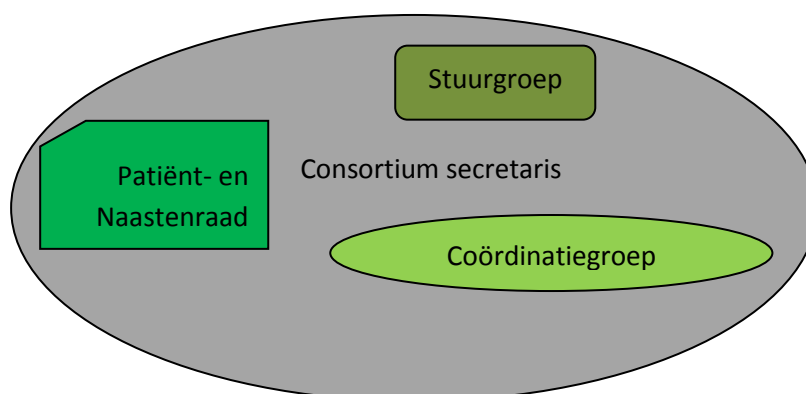 Stuurgroep
Consortium secretaris
Patiënt- en
Naastenraad
Coördinatiegroep